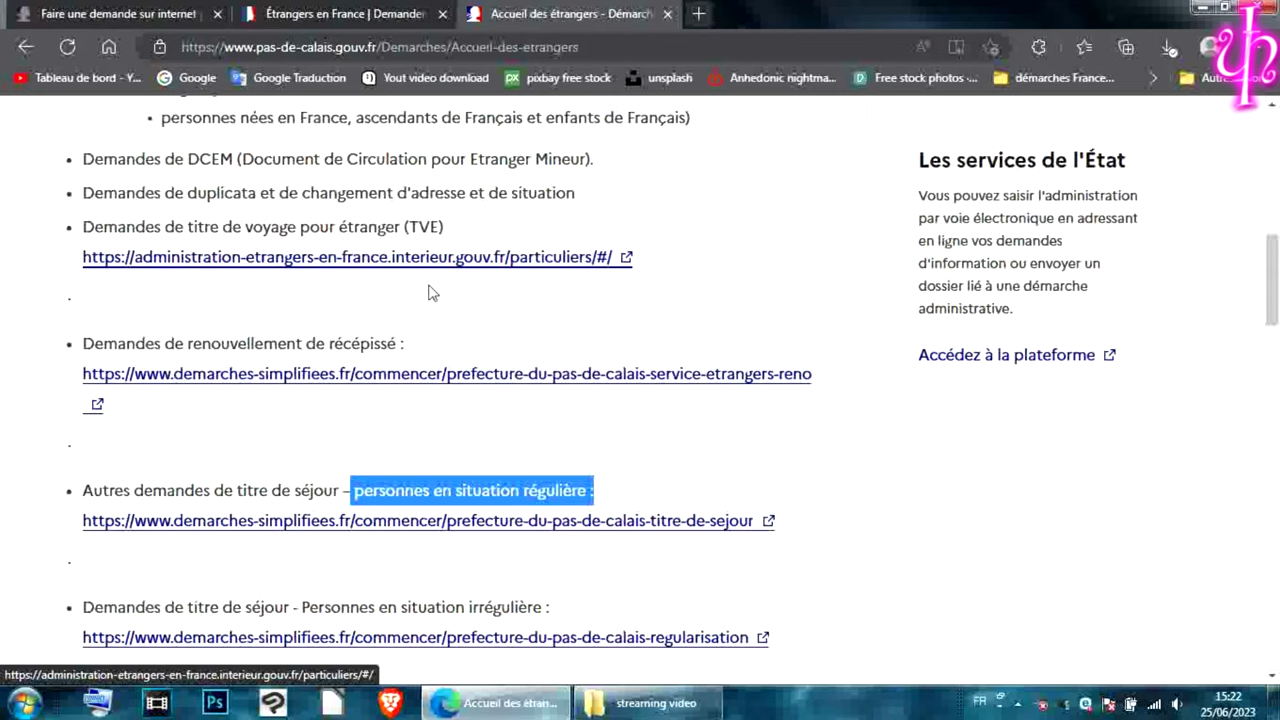 Faire une demande sur internet
Étrangers en France | Demander
Accueil des étrangers - Démarch
https://www.pas-de-calais.gouv.fr/Demarches/Accueil-des-etrangers
Tableau de bord - Y...
Google
Google Traduction
Yout video download
pixbay free stock
unsplash
Anhedonic nightma...
Free stock photos -...
démarches France...
personnes nées en France, ascendants de Français et enfants de Français)
Demandes de DCEM (Document de Circulation pour Etranger Mineur).
Demandes de duplicata et de changement d'adresse et de situation
Demandes de titre de voyage pour étranger (TVE)
https://administration-etrangers-en-france.interieur.gouv.fr/particuliers/#/
.
Demandes de renouvellement de récépissé :
https://www.demarches-simplifiees.fr/commencer/prefecture-du-pas-de-calais-service-etrangers-reno
.
Autres demandes de titre de séjour – personnes en situation régulière :
https://www.demarches-simplifiees.fr/commencer/prefecture-du-pas-de-calais-titre-de-sejour
.
Demandes de titre de séjour - Personnes en situation irrégulière :
https://www.demarches-simplifiees.fr/commencer/prefecture-du-pas-de-calais-regularisation
Les services de l'État
Vous pouvez saisir l'administration
par voie électronique en adressant
en ligne vos demandes
d'information ou envoyer un
dossier lié à une démarche
administrative.
Accédez à la plateforme
https://administration-etrangers-en-france.interieur.gouv.fr/particuliers/#/
Ps
Accueil des étran...
streaming video
FR
15:22
25/06/2023